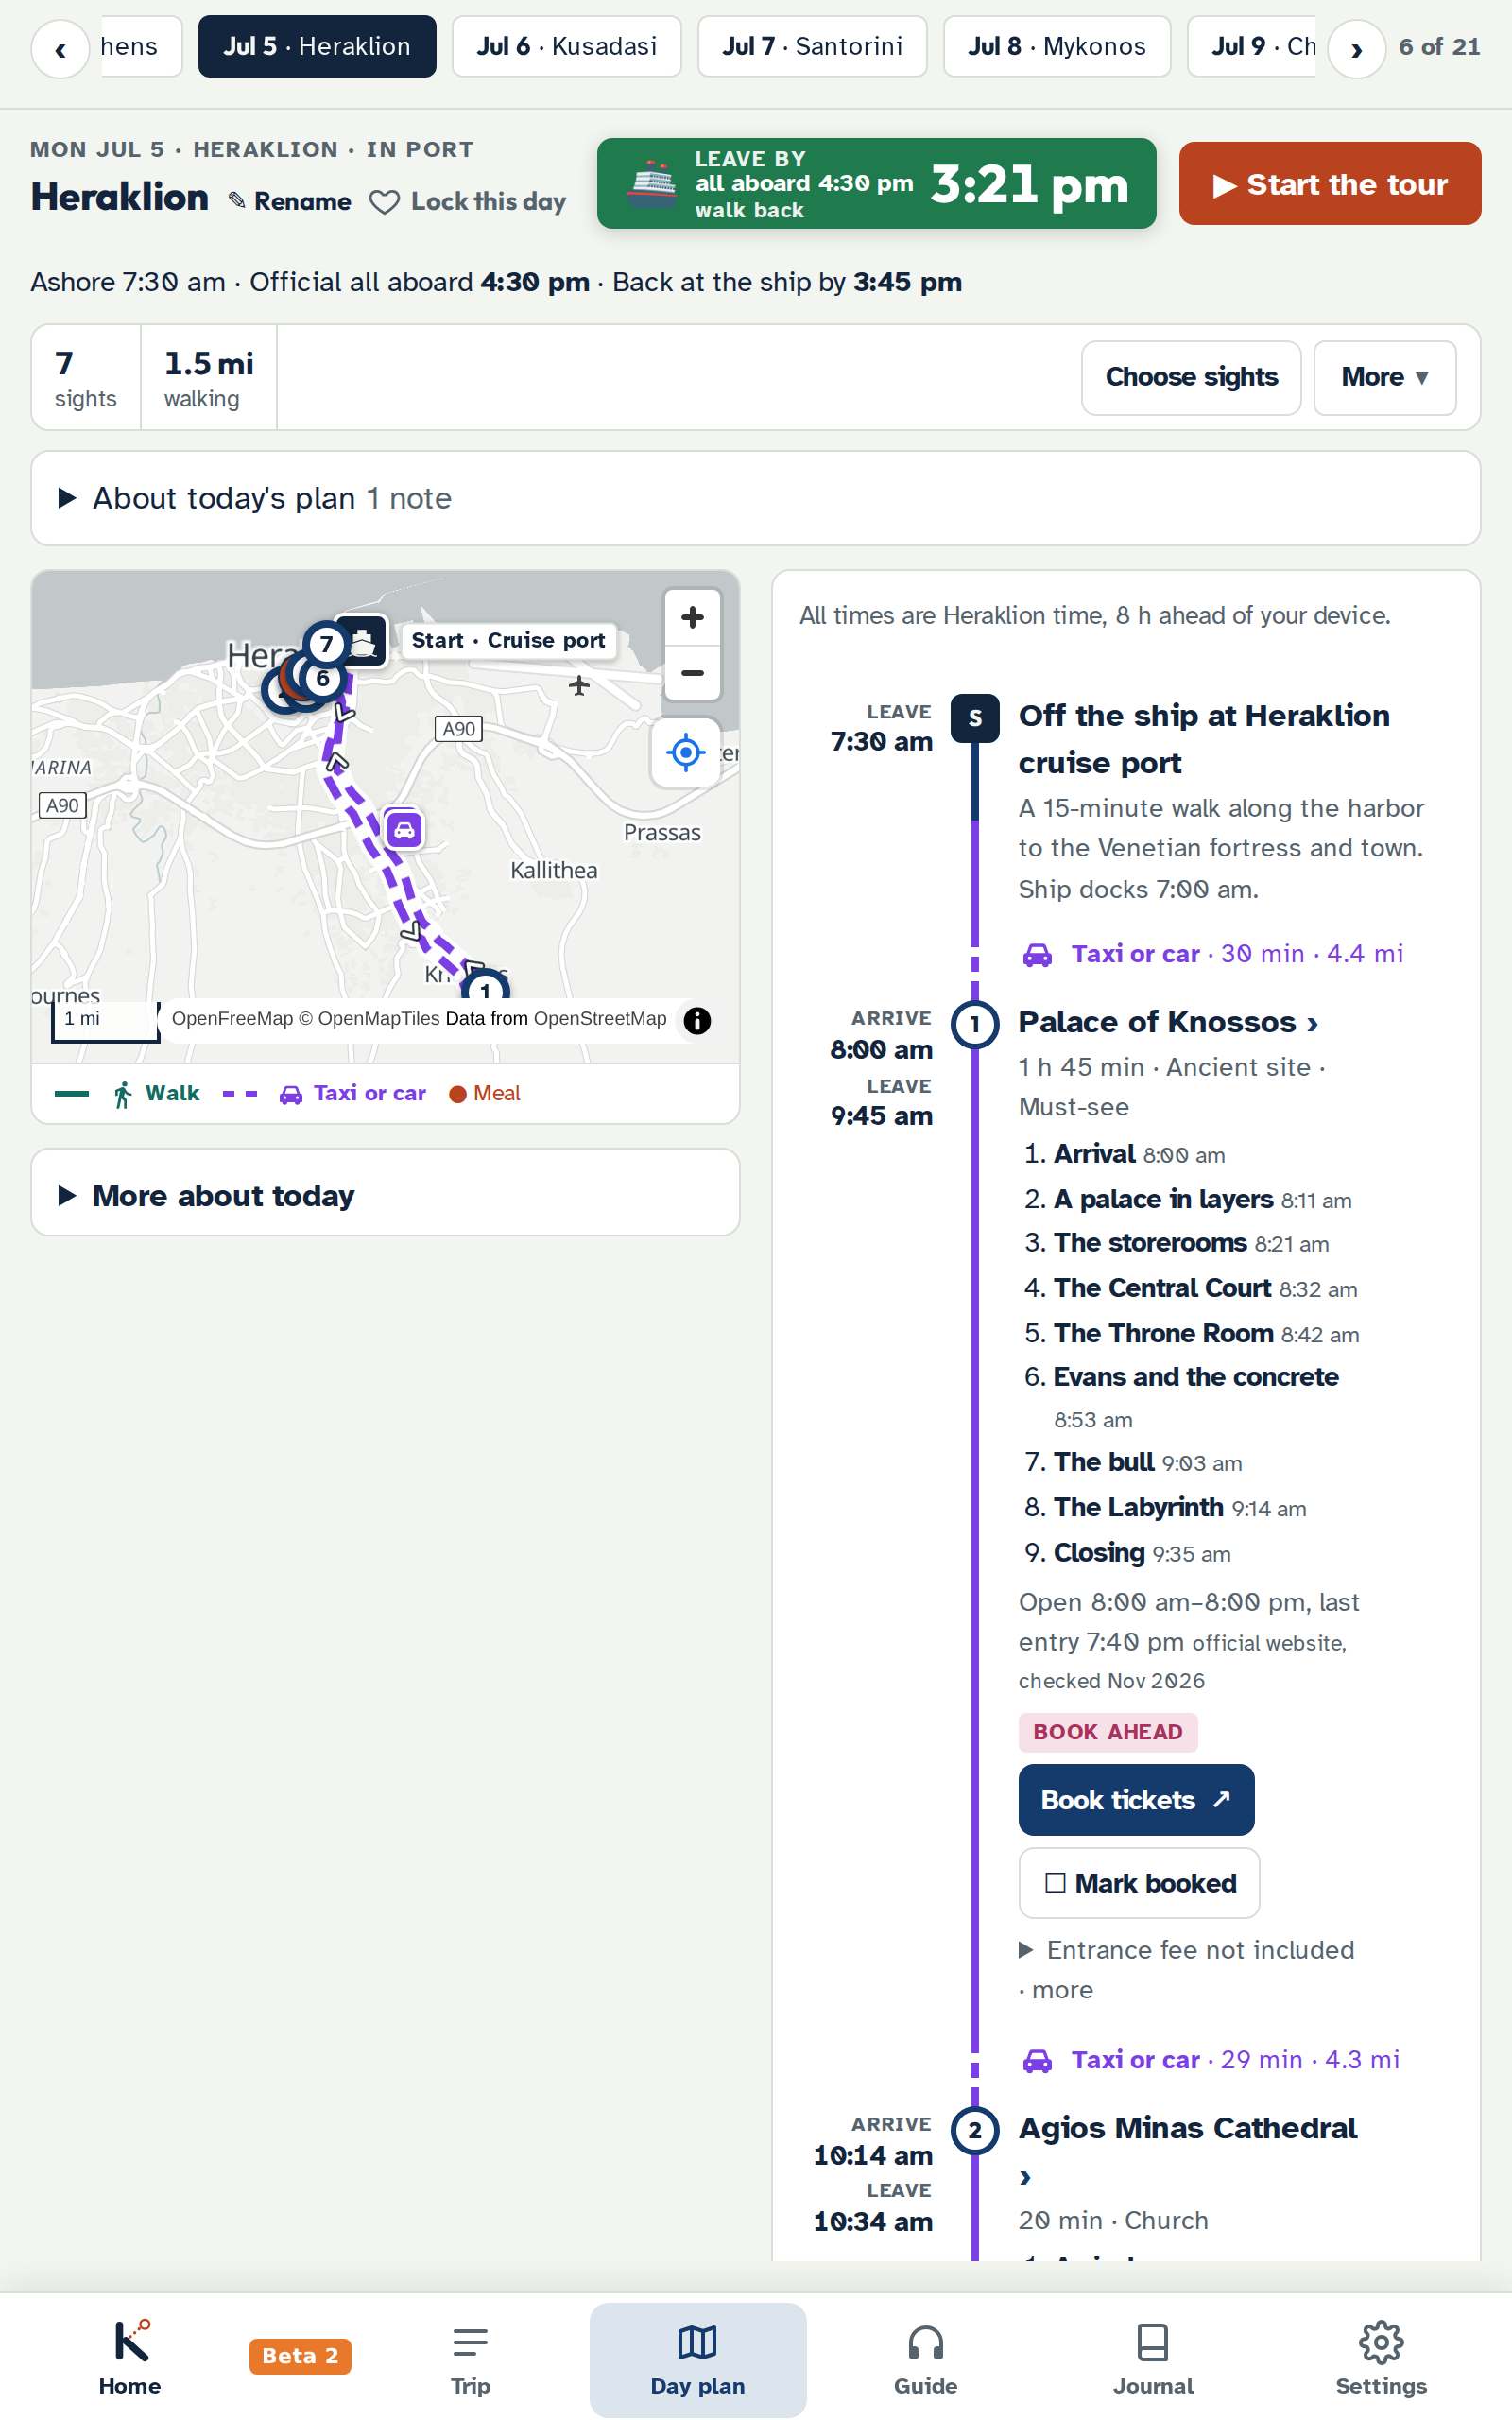 ‹ hens Jul 5 · Heraklion Jul 6 · Kusadasi Jul 7 · Santorini Jul 8 · Mykonos Jul 9 · Ch › 6 of 21
MON JUL 5 · HERAKLION · IN PORT
Heraklion ✎ Rename Lock this day
LEAVE BY
all aboard 4:30 pm
walk back
3:21 pm
▶ Start the tour
Ashore 7:30 am · Official all aboard 4:30 pm · Back at the ship by 3:45 pm
7
sights
1.5 mi
walking
Choose sights
More ▼
▶ About today's plan 1 note
Hera
7
6
Start · Cruise port
+
−
A90
A90
Prassas
Kallithea
1
ournes
1 mi
OpenFreeMap © OpenMapTiles Data from OpenStreetMap
Walk Taxi or car Meal
▶ More about today
All times are Heraklion time, 8 h ahead of your device.
LEAVE
7:30 am
S
Off the ship at Heraklion
cruise port
A 15-minute walk along the harbor
to the Venetian fortress and town.
Ship docks 7:00 am.
Taxi or car · 30 min · 4.4 mi
ARRIVE
8:00 am
LEAVE
9:45 am
1
Palace of Knossos ›
1 h 45 min · Ancient site ·
Must-see
1. Arrival 8:00 am
2. A palace in layers 8:11 am
3. The storerooms 8:21 am
4. The Central Court 8:32 am
5. The Throne Room 8:42 am
6. Evans and the concrete
8:53 am
7. The bull 9:03 am
8. The Labyrinth 9:14 am
9. Closing 9:35 am
Open 8:00 am–8:00 pm, last
entry 7:40 pm official website,
checked Nov 2026
BOOK AHEAD
Book tickets ↗
☐ Mark booked
▶ Entrance fee not included
· more
Taxi or car · 29 min · 4.3 mi
ARRIVE
10:14 am
LEAVE
10:34 am
2
Agios Minas Cathedral
›
20 min · Church
Home
Beta 2
Trip
Day plan
Guide
Journal
Settings